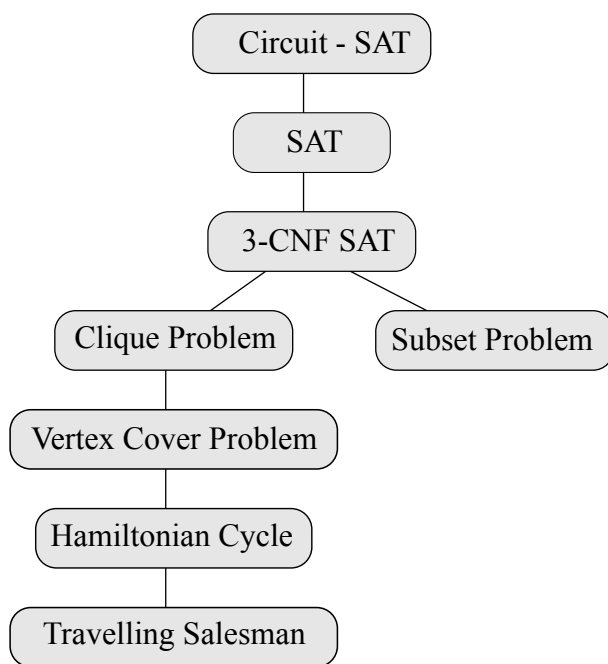 Circuit - SAT
SAT
3-CNF SAT
Clique Problem
Subset Problem
Vertex Cover Problem
Hamiltonian Cycle
Travelling Salesman